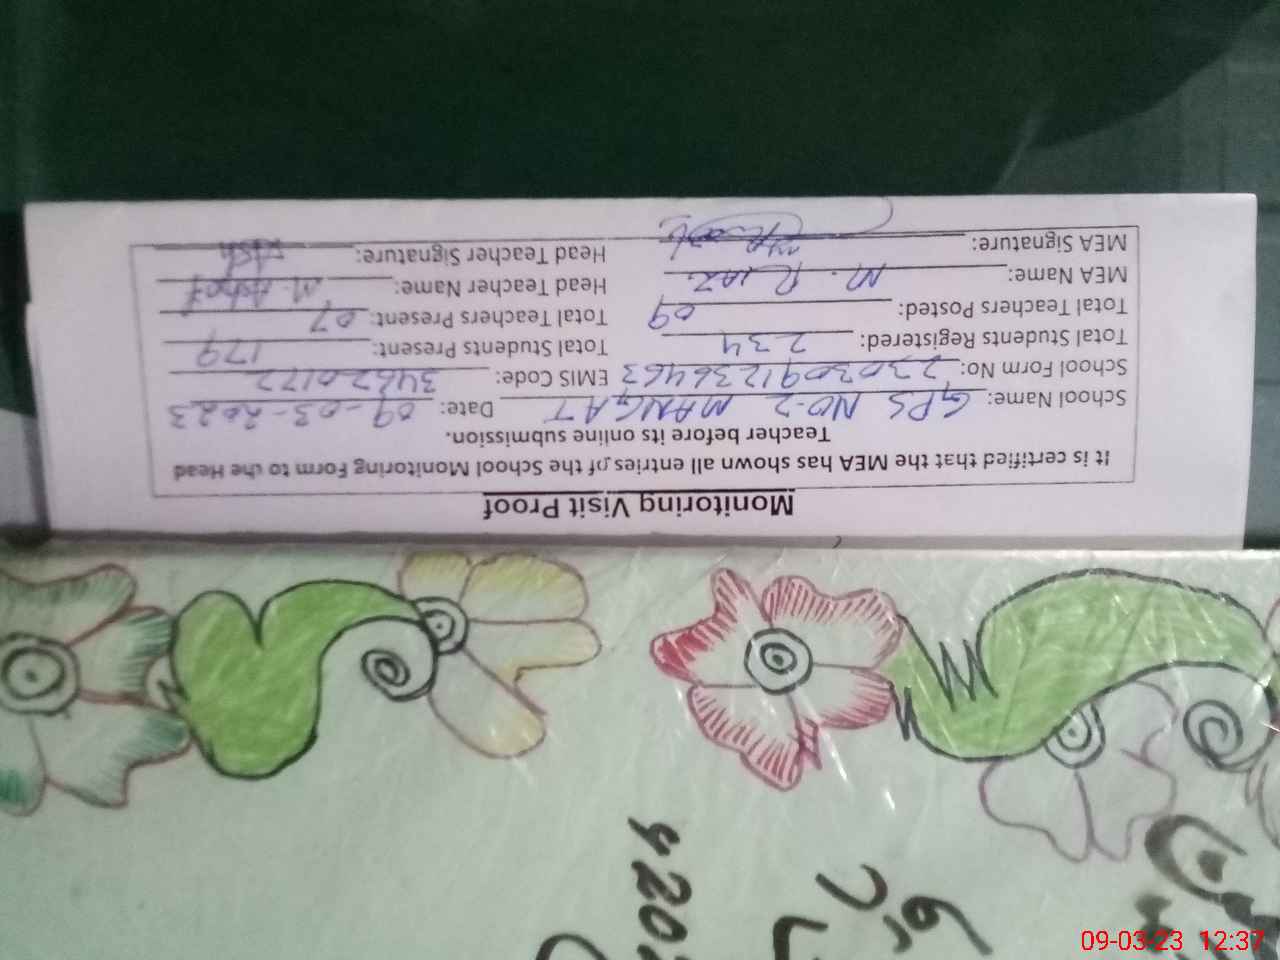 Monitoring Visit Proof
It is certified that the MEA has shown all entries of the School Monitoring Form to the Head
Teacher before its online submission.
School Name: GPS NO-2 MANGAT Date: 09-03-2023
School Form No: 2303091236463 EMIS Code: 34320172
Total Students Registered: 234 Total Students Present: 179
Total Teachers Posted: 09 Total Teachers Present: 07
MEA Name: M. Riaz Head Teacher Name: M. Ashraf
MEA Signature: Head Teacher Signature:
09-03-23 12:37